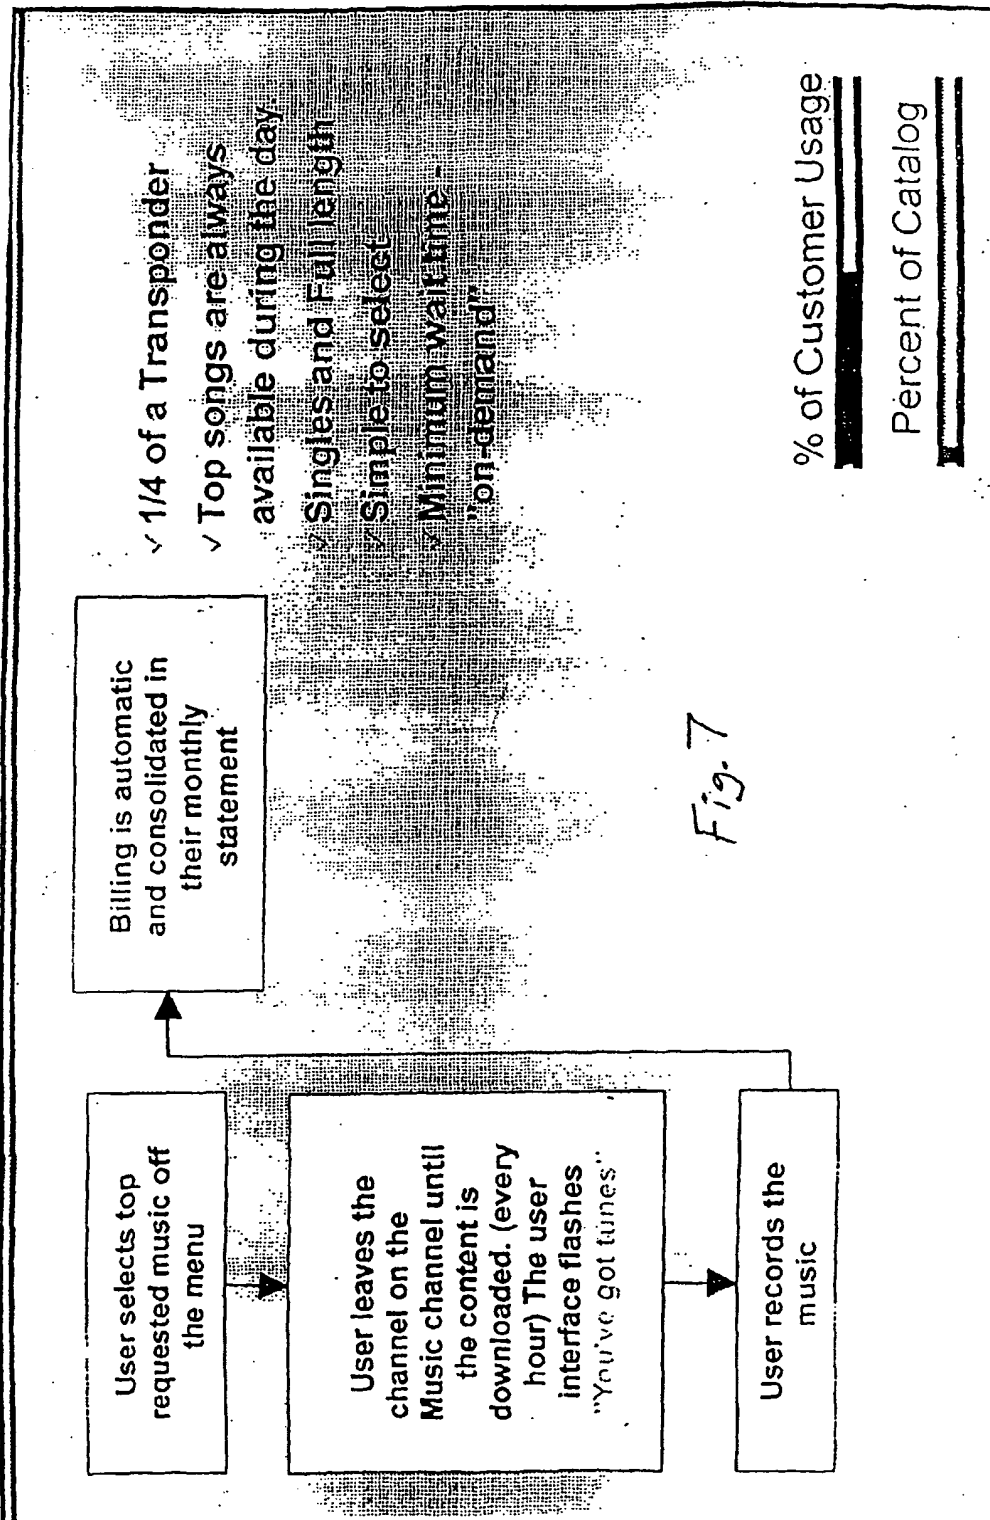 User selects top
requested music off
the menu
User leaves the
channel on the
Music channel until
the content is
downloaded. (every
hour) The user
interface flashes
"You've got tunes"
User records the
music
Billing is automatic
and consolidated in
their monthly
statement
✓ 1/4 of a Transponder
✓ Top songs are always
available during the day.
✓ Singles and Full length
✓ Simple to select
✓ Minimum wait time -
"on-demand"
% of Customer Usage
Percent of Catalog
Fig. 7